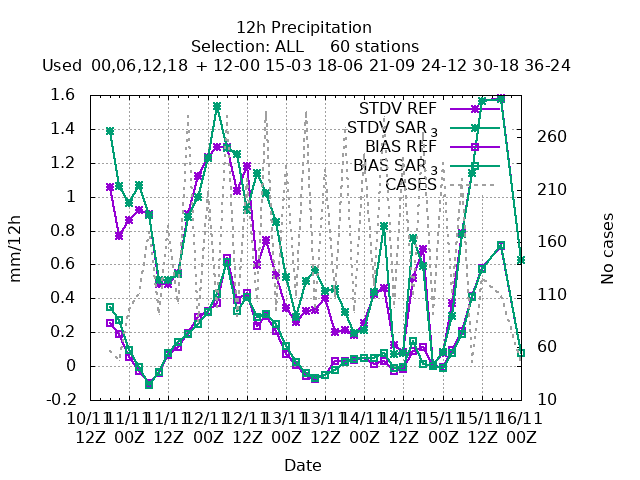 12h Precipitation
Selection: ALL 60 stations
Used 00,06,12,18 + 12-00 15-03 18-06 21-09 24-12 30-18 36-24
1.6
1.4
1.2
1
0.8
0.6
0.4
0.2
0
-0.2
mm/12h
STDV REF
STDV SAR 3
BIAS REF
BIAS SAR 3
CASES
260
210
160
110
60
10
No cases
10/11 11/11 11/11 12/11 12/11 13/11 13/11 14/11 14/11 15/11 15/11 16/11
12Z 00Z 12Z 00Z 12Z 00Z 12Z 00Z 12Z 00Z 12Z 00Z
Date